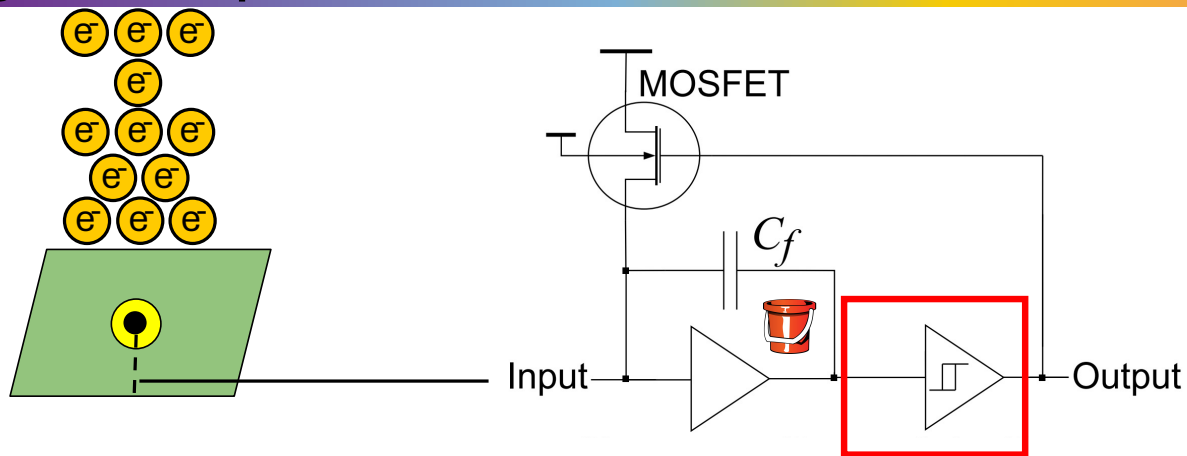 e⁻ e⁻ e⁻
e⁻
e⁻ e⁻ e⁻
e⁻ e⁻
e⁻ e⁻ e⁻
MOSFET
C_f
Input
Output